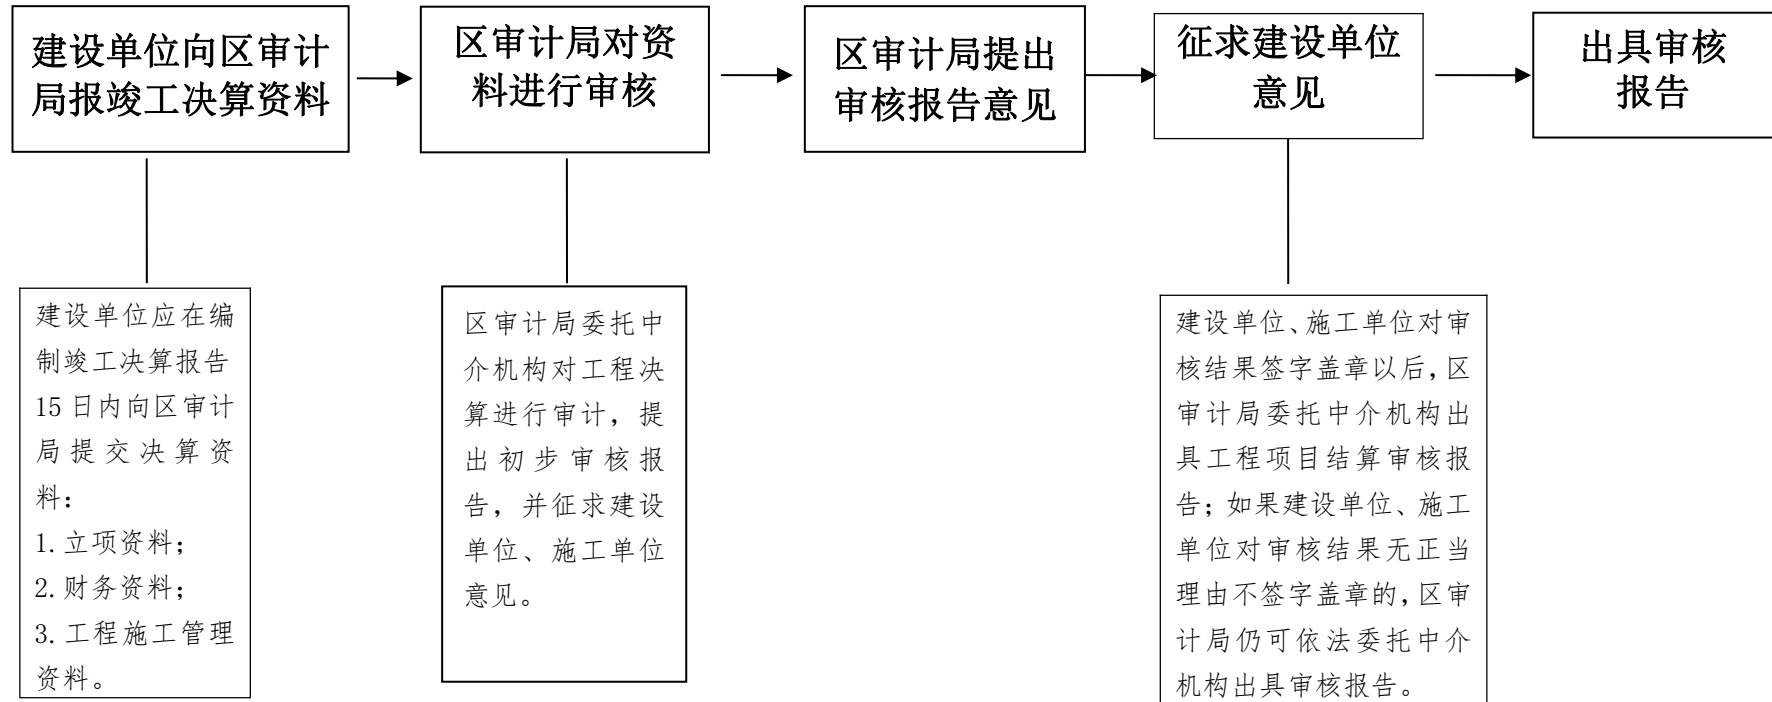 建设单位向区审计
局报竣工决算资料
区审计局对资
料进行审核
区审计局提出
审核报告意见
征求建设单位
意见
出具审核
报告
建设单位应在编
制竣工决算报告
15日内向区审计
局提交决算资
料：
1.立项资料；
2.财务资料；
3.工程施工管理
资料。
区审计局委托中
介机构对工程决
算进行审计，提
出初步审核报
告，并征求建设
单位、施工单位
意见。
建设单位、施工单位对审
核结果签字盖章以后，区
审计局委托中介机构出
具工程项目结算审核报
告；如果建设单位、施工
单位对审核结果无正当
理由不签字盖章的，区审
计局仍可依法委托中介
机构出具审核报告。